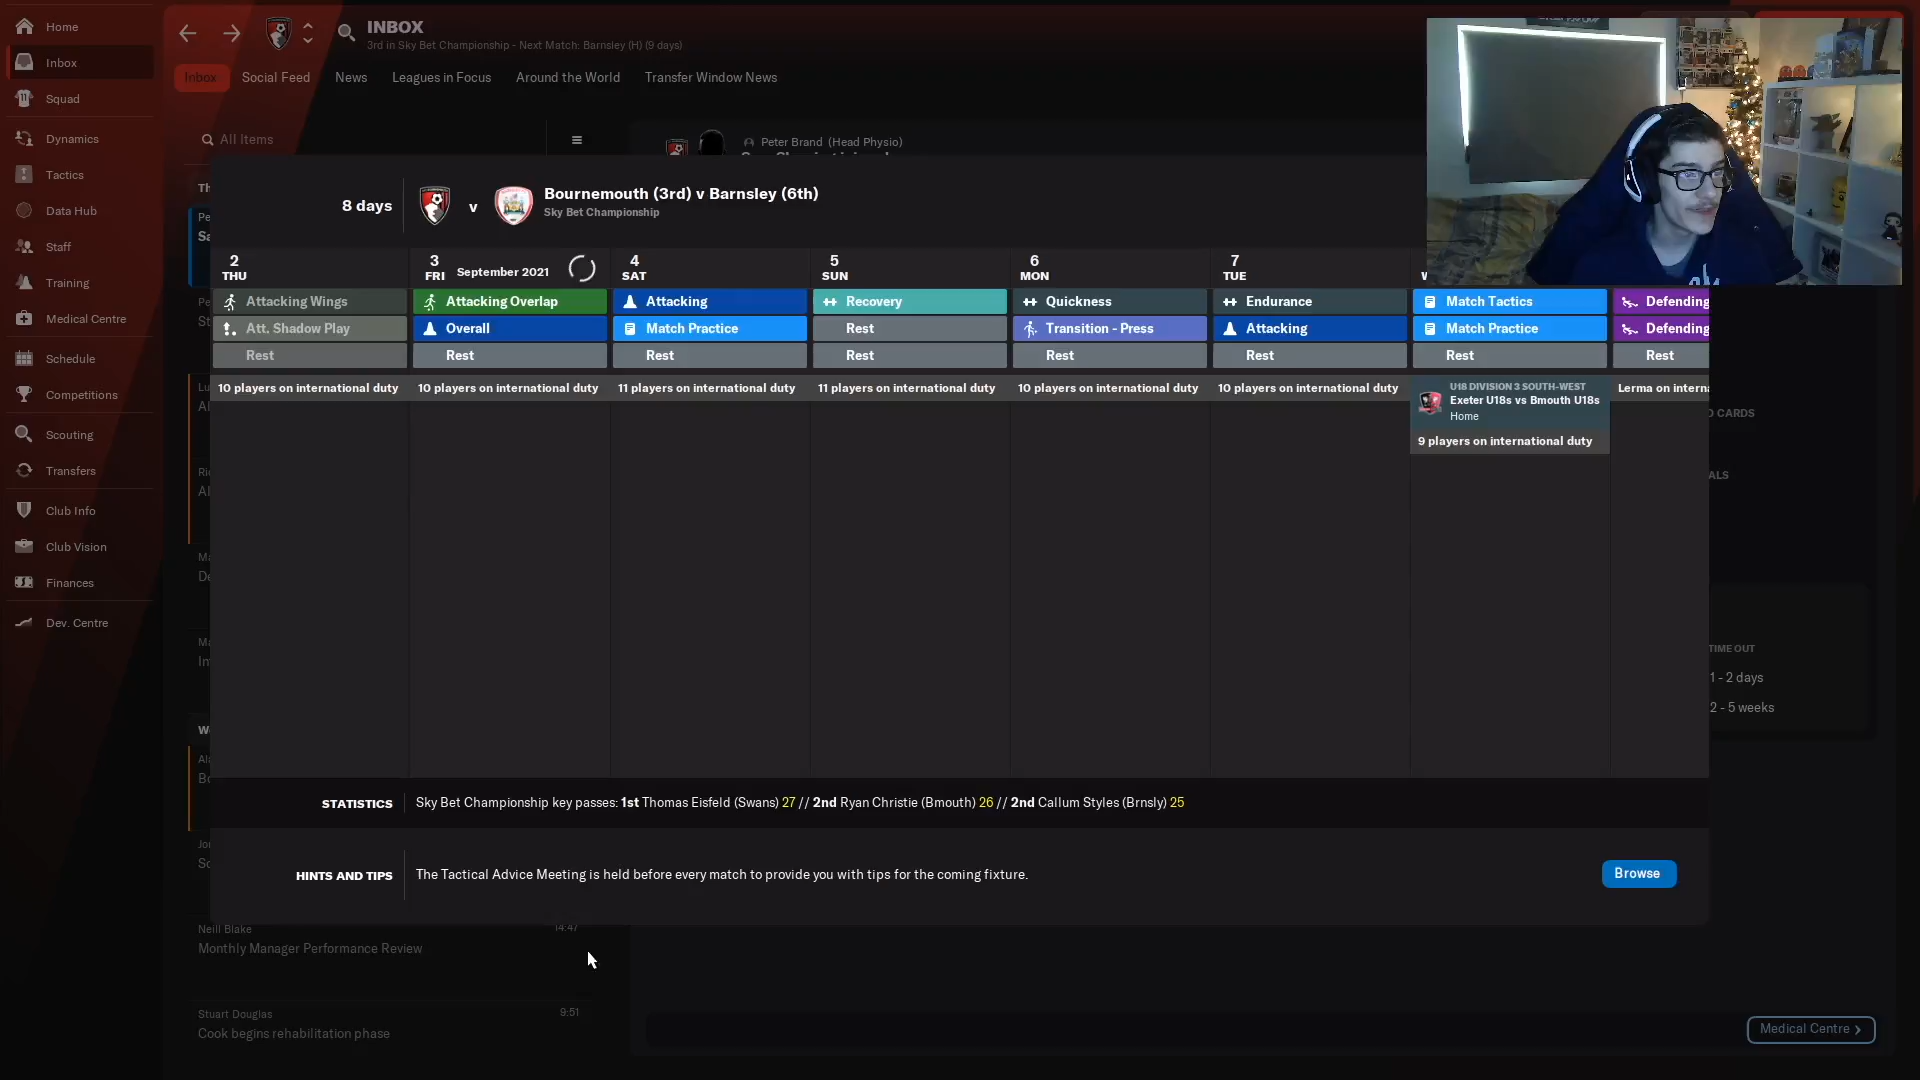 Home
Inbox
Squad
Dynamics
Tactics
Data Hub
Staff
Training
Medical Centre
Schedule
Competitions
Scouting
Transfers
Club Info
Club Vision
Finances
Dev. Centre
INBOX
3rd in Sky Bet Championship - Next Match: Barnsley (H) (9 days)
Inbox Social Feed News Leagues in Focus Around the World Transfer Window News
All Items
Peter Brand (Head Physio)
8 days v Bournemouth (3rd) v Barnsley (6th)
Sky Bet Championship
2 THU
Attacking Wings
Att. Shadow Play
Rest
10 players on international duty
3 FRI September 2021
Attacking Overlap
Overall
Rest
10 players on international duty
4 SAT
Attacking
Match Practice
Rest
11 players on international duty
5 SUN
Recovery
Rest
Rest
11 players on international duty
6 MON
Quickness
Transition - Press
Rest
10 players on international duty
7 TUE
Endurance
Attacking
Rest
10 players on international duty
Match Tactics
Match Practice
Rest
U18 DIVISION 3 SOUTH-WEST
Exeter U18s vs Bmouth U18s
Home
9 players on international duty
Defending
Defending
Rest
Lerma on interna
CARDS
ALS
TIME OUT
1 - 2 days
2 - 5 weeks
STATISTICS Sky Bet Championship key passes: 1st Thomas Eisfeld (Swans) 27 // 2nd Ryan Christie (Bmouth) 26 // 2nd Callum Styles (Brnsly) 25
HINTS AND TIPS The Tactical Advice Meeting is held before every match to provide you with tips for the coming fixture.
Browse
Neill Blake 14:47
Monthly Manager Performance Review
Stuart Douglas 9:51
Cook begins rehabilitation phase
Medical Centre